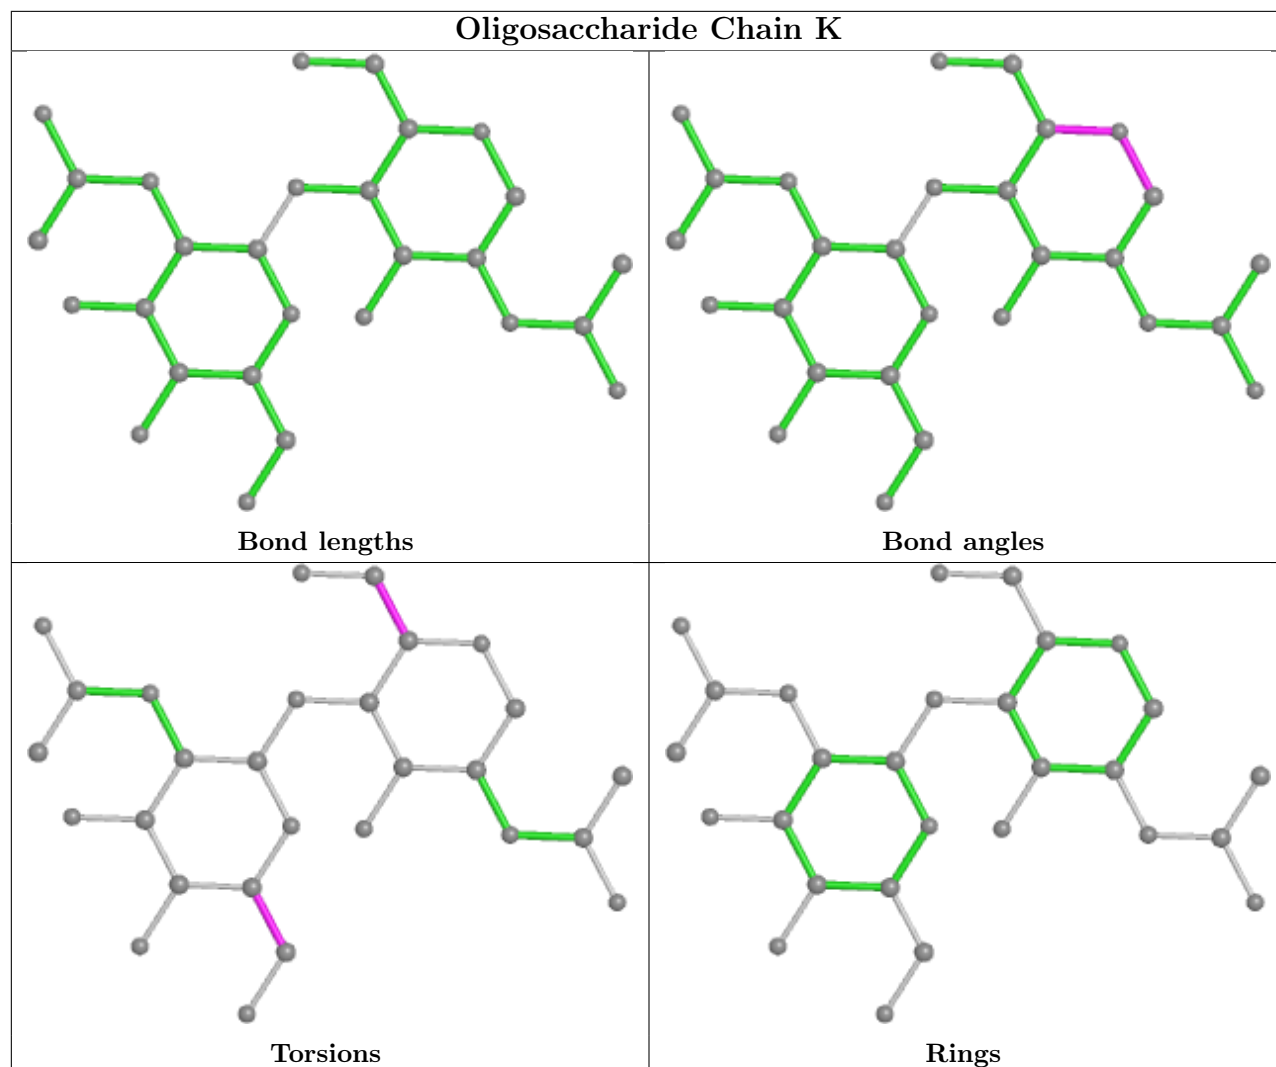 Oligosaccharide Chain K
Bond lengths
Bond angles
Torsions
Rings